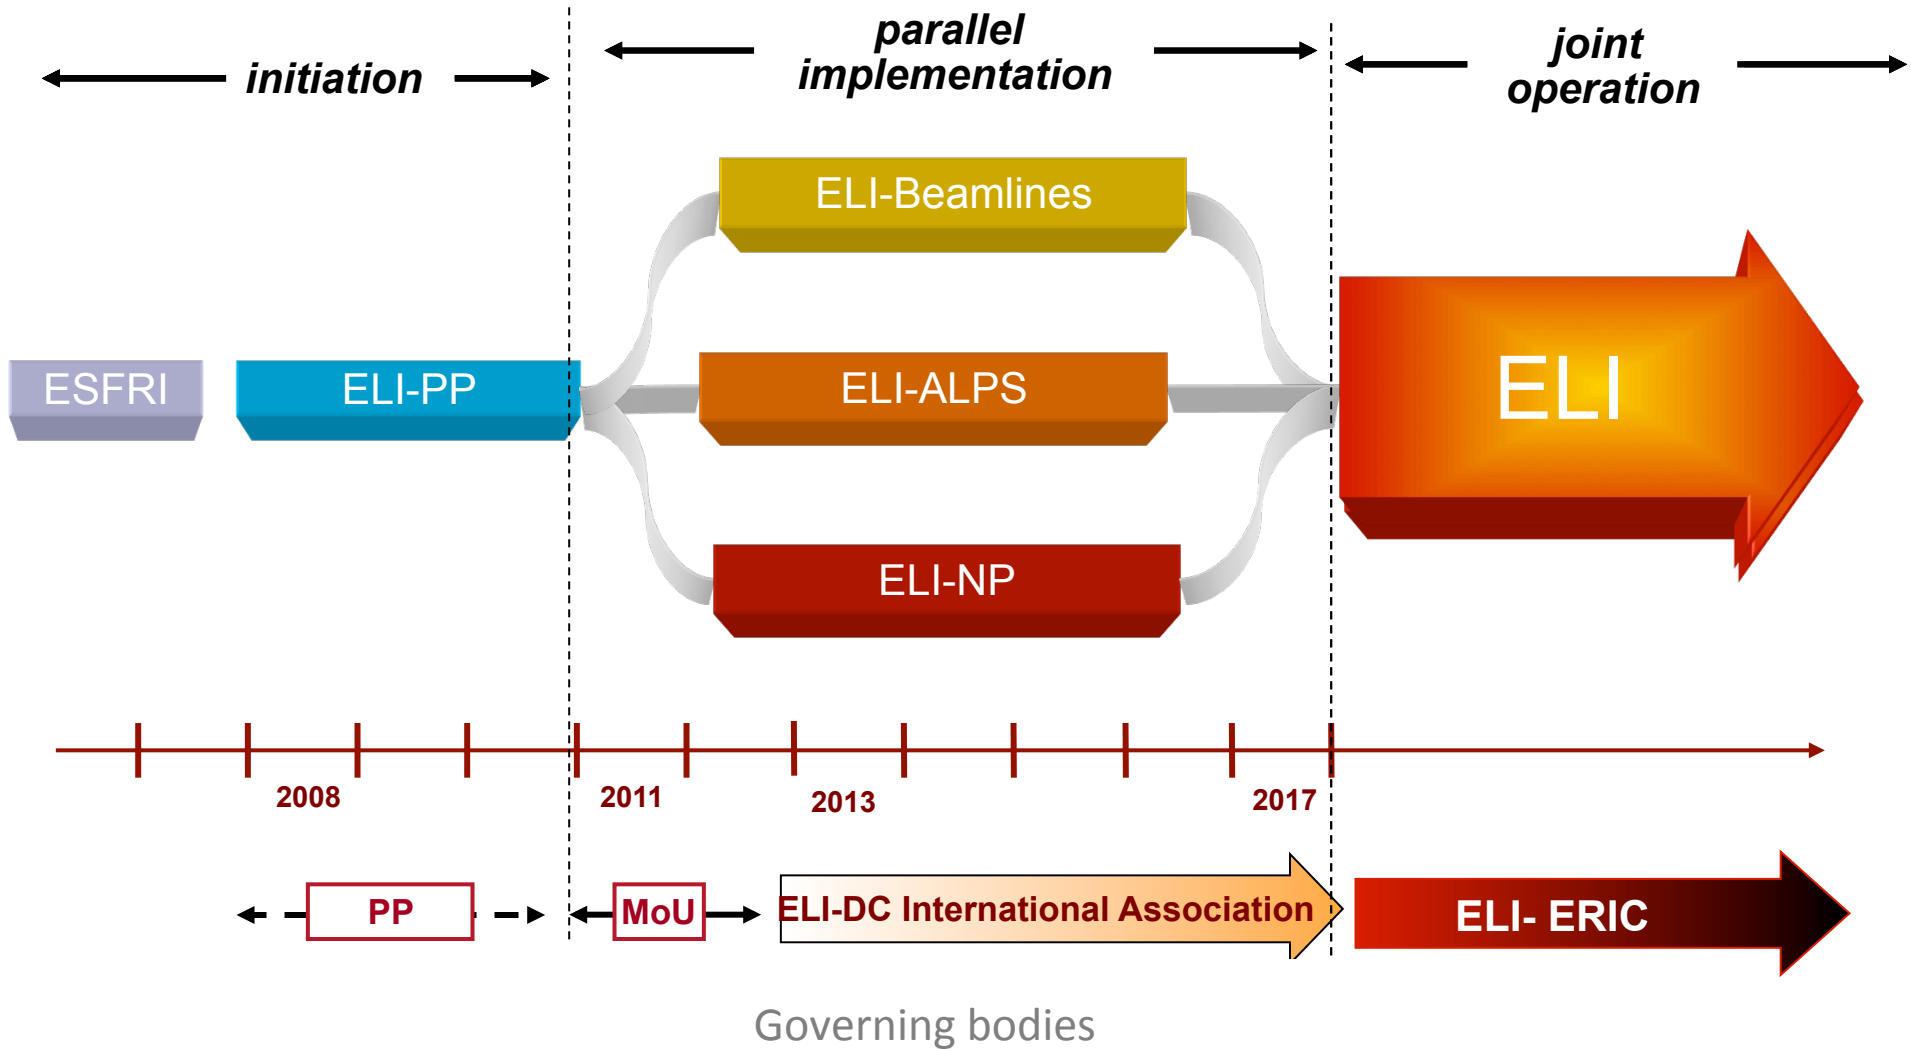 initiation
parallel
implementation
joint
operation
ELI-Beamlines
ESFRI
ELI-PP
ELI-ALPS
ELI
ELI-NP
2008
2011
2013
2017
PP
MoU
ELI-DC International Association
ELI- ERIC
Governing bodies